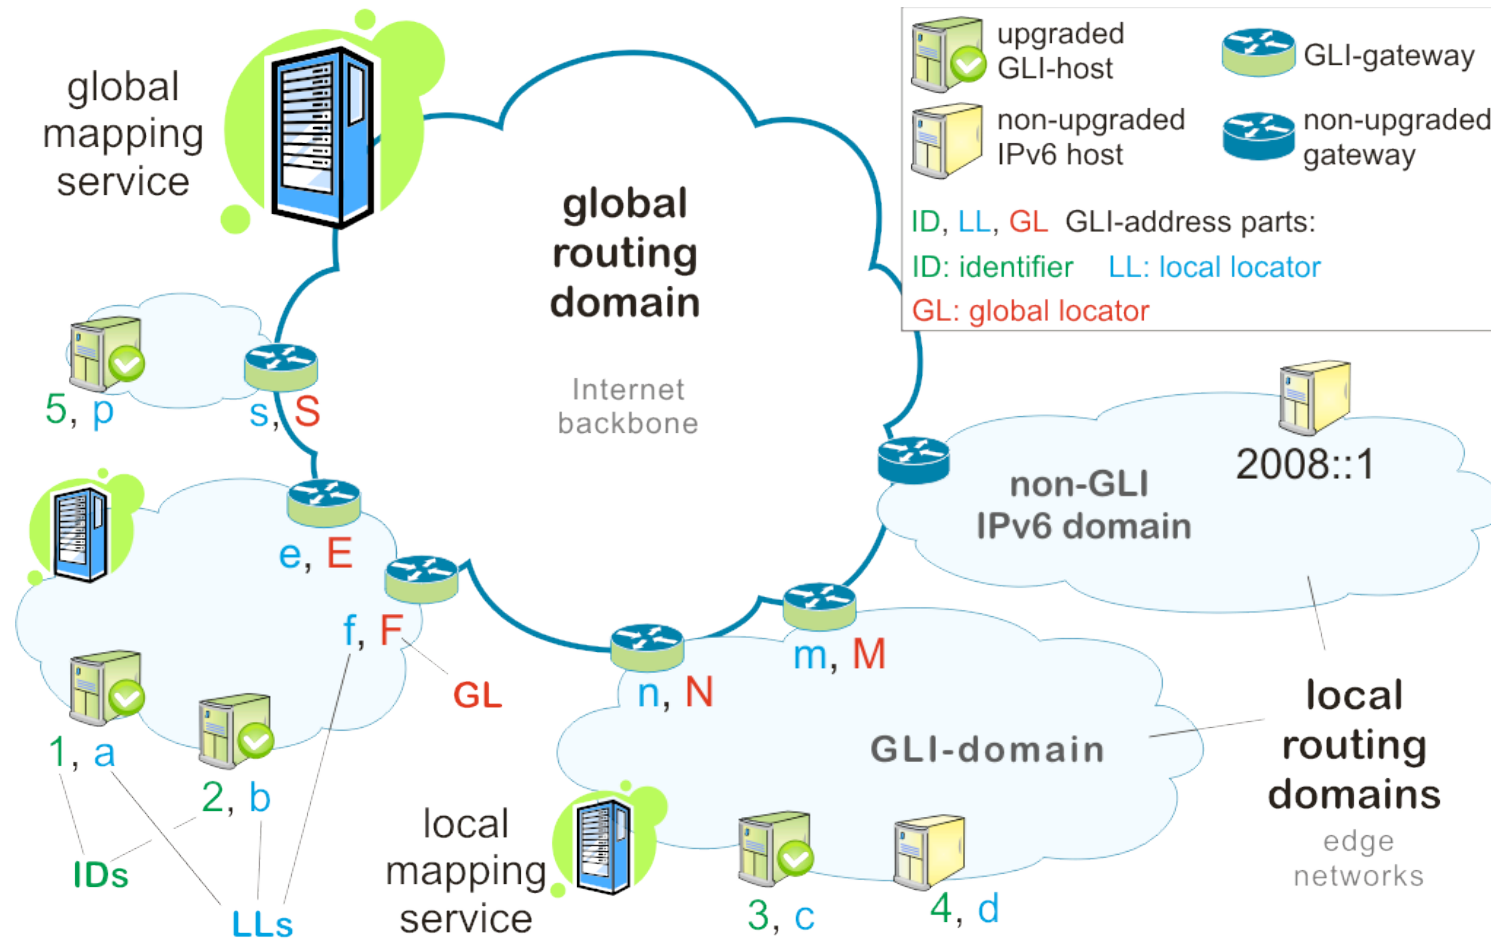 global
mapping
service
global
routing
domain
Internet
backbone
upgraded
GLI-host
GLI-gateway
non-upgraded
IPv6 host
non-upgraded
gateway
ID, LL, GL GLI-address parts:
ID: identifier LL: local locator
GL: global locator
5, p
s, S
e, E
f, F
GL
1, a
2, b
IDs
LLs
n, N
m, M
non-GLI
IPv6 domain
2008::1
GLI-domain
local
routing
domains
edge
networks
local
mapping
service
3, c
4, d